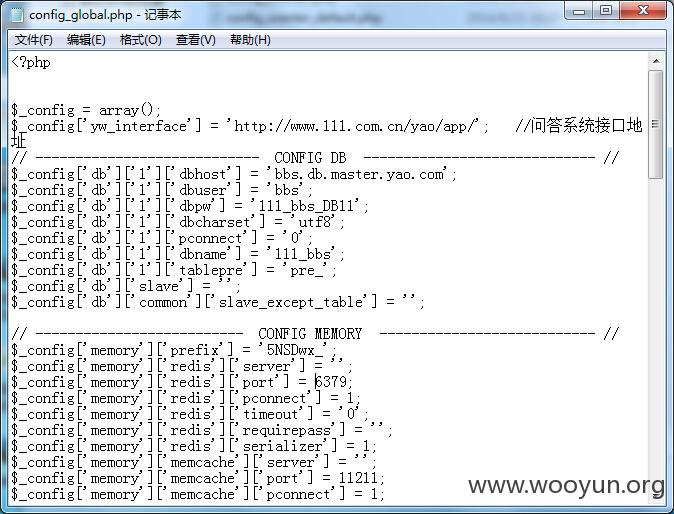 config_global.php - 记事本
文件(F) 编辑(E) 格式(O) 查看(V) 帮助(H)
<?php
$_config = array();
$_config['yw_interface'] = 'http://www.111.com.cn/yao/app/';   //问答系统接口地
址
// ---------------------------- CONFIG DB ----------------------------- //
$_config['db']['1']['dbhost'] = 'bbs.db.master.yao.com';
$_config['db']['1']['dbuser'] = 'bbs';
$_config['db']['1']['dbpw'] = '111_bbs_DB11';
$_config['db']['1']['dbcharset'] = 'utf8';
$_config['db']['1']['pconnect'] = '0';
$_config['db']['1']['dbname'] = '111_bbs';
$_config['db']['1']['tablepre'] = 'pre_';
$_config['db']['slave'] = '';
$_config['db']['common']['slave_except_table'] = '';
// -------------------------- CONFIG MEMORY --------------------------- //
$_config['memory']['prefix'] = '5NSDwx_';
$_config['memory']['redis']['server'] = '';
$_config['memory']['redis']['port'] = 6379;
$_config['memory']['redis']['pconnect'] = 1;
$_config['memory']['redis']['timeout'] = '0';
$_config['memory']['redis']['requirepass'] = '';
$_config['memory']['redis']['serializer'] = 1;
$_config['memory']['memcache']['server'] = '';
$_config['memory']['memcache']['port'] = 11211;
$_config['memory']['memcache']['pconnect'] = 1;
www.wooyun.org